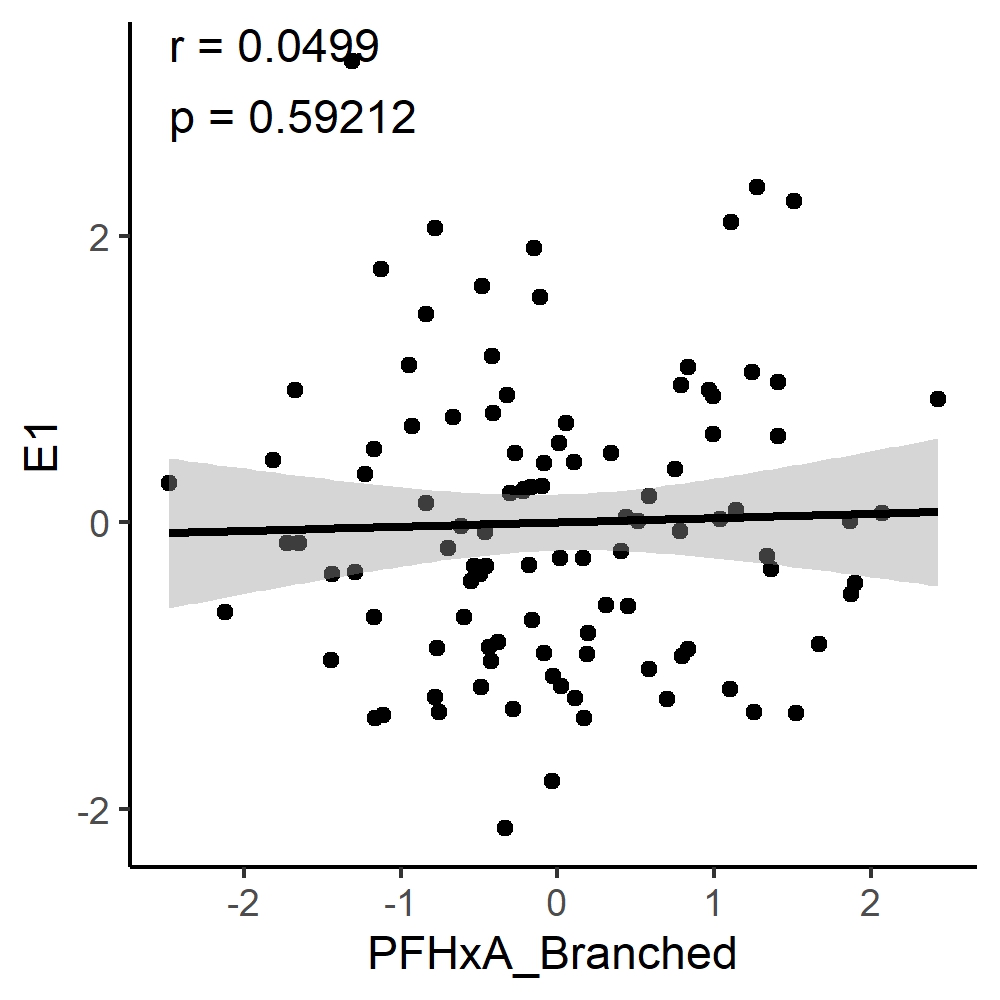 r = 0.0499
p = 0.59212
E1
2
0
-2
-2 -1 0 1 2
PFHxA_Branched